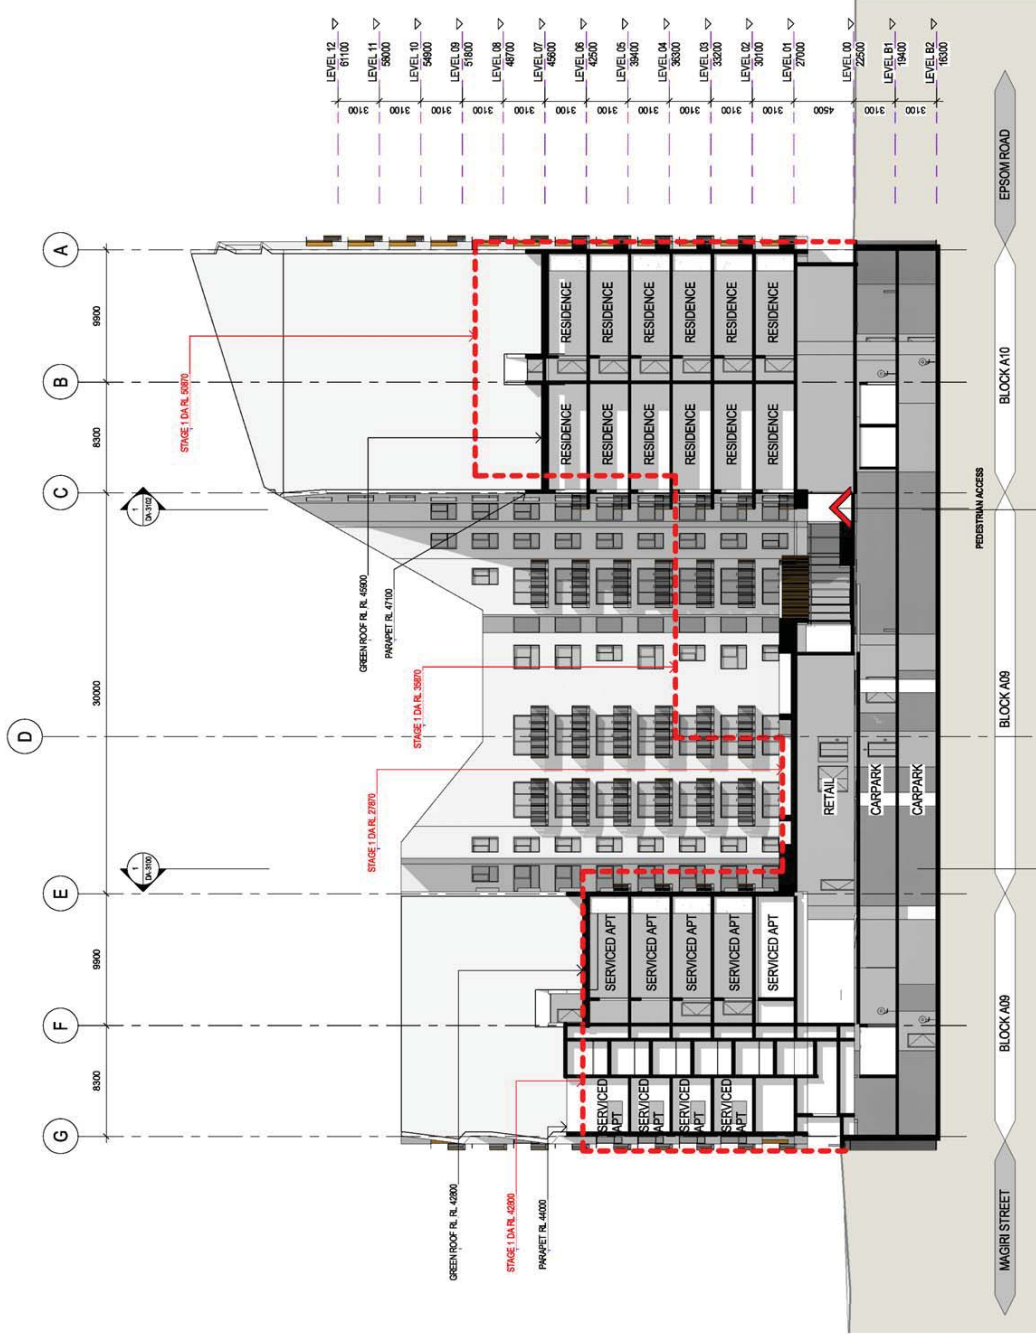 G
F
E
D
C
B
A
8300
9900
30000
8300
9900
1
DA-3100
1
DA-3102
STAGE 1 DA RL 50870
GREEN ROOF RL RL 45900
PARAPET RL 47100
STAGE 1 DA RL 35870
STAGE 1 DA RL 27870
GREEN ROOF RL RL 42800
STAGE 1 DA RL 42800
PARAPET RL 44000
LEVEL 12
61100
3100
LEVEL 11
58000
3100
LEVEL 10
54900
3100
LEVEL 09
51800
3100
LEVEL 08
48700
3100
LEVEL 07
45600
3100
LEVEL 06
42500
3100
LEVEL 05
39400
3100
LEVEL 04
36300
3100
LEVEL 03
33200
3100
LEVEL 02
30100
3100
LEVEL 01
27000
4500
LEVEL 00
22500
3100
LEVEL B1
19400
3100
LEVEL B2
16300
RESIDENCE
RESIDENCE
RESIDENCE
RESIDENCE
RESIDENCE
RESIDENCE
RESIDENCE
RESIDENCE
RESIDENCE
RESIDENCE
RESIDENCE
RESIDENCE
SERVICED APT
SERVICED APT
SERVICED APT
SERVICED APT
SERVICED APT
SERVICED
APT
SERVICED
APT
SERVICED
APT
SERVICED
APT
RETAIL
CARPARK
CARPARK
PEDESTRIAN ACCESS
MAGIRI STREET
BLOCK A09
BLOCK A09
BLOCK A10
EPSOM ROAD